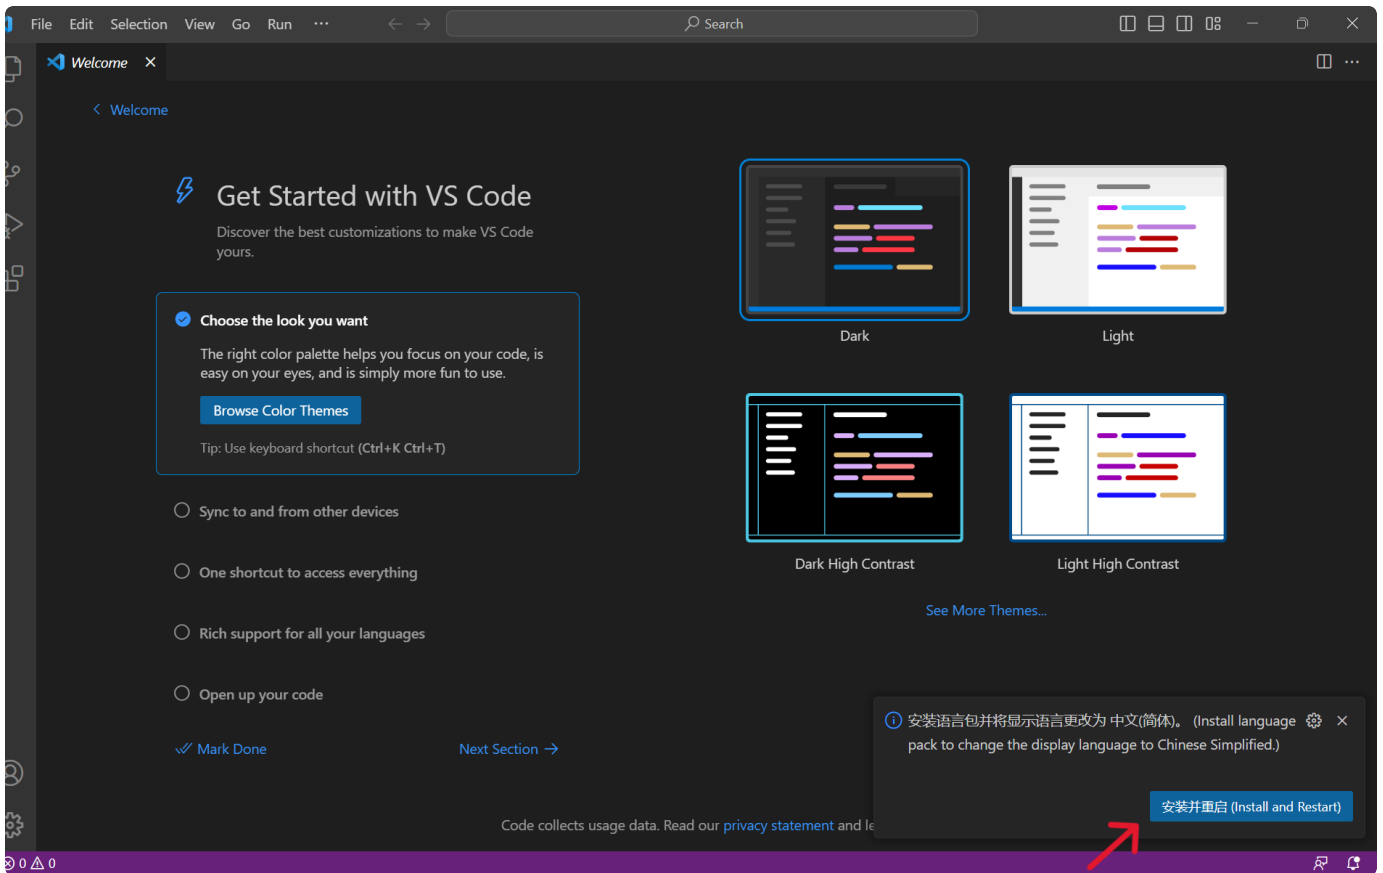 File Edit Selection View Go Run ···
Search
Welcome
Welcome
Get Started with VS Code
Discover the best customizations to make VS Code
yours.
Choose the look you want
The right color palette helps you focus on your code, is
easy on your eyes, and is simply more fun to use.
Browse Color Themes
Tip: Use keyboard shortcut (Ctrl+K Ctrl+T)
Sync to and from other devices
One shortcut to access everything
Rich support for all your languages
Open up your code
Mark Done
Next Section
Dark
Light
Dark High Contrast
Light High Contrast
See More Themes...
安装语言包并将显示语言更改为 中文(简体)。 (Install language
pack to change the display language to Chinese Simplified.)
安装并重启 (Install and Restart)
Code collects usage data. Read our privacy statement and
0 0